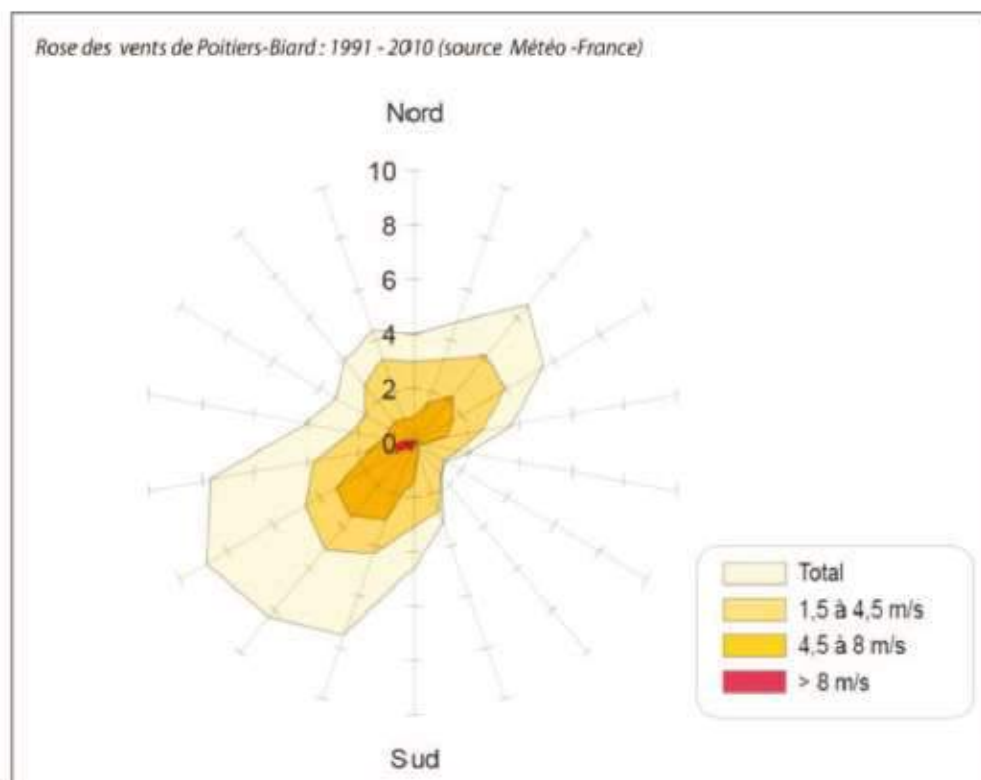 Rose des vents de Poitiers-Biard : 1991 - 2010 (source Météo -France)
Nord
10
8
6
4
2
0
Total
1,5 à 4,5 m/s
4,5 à 8 m/s
> 8 m/s
Sud